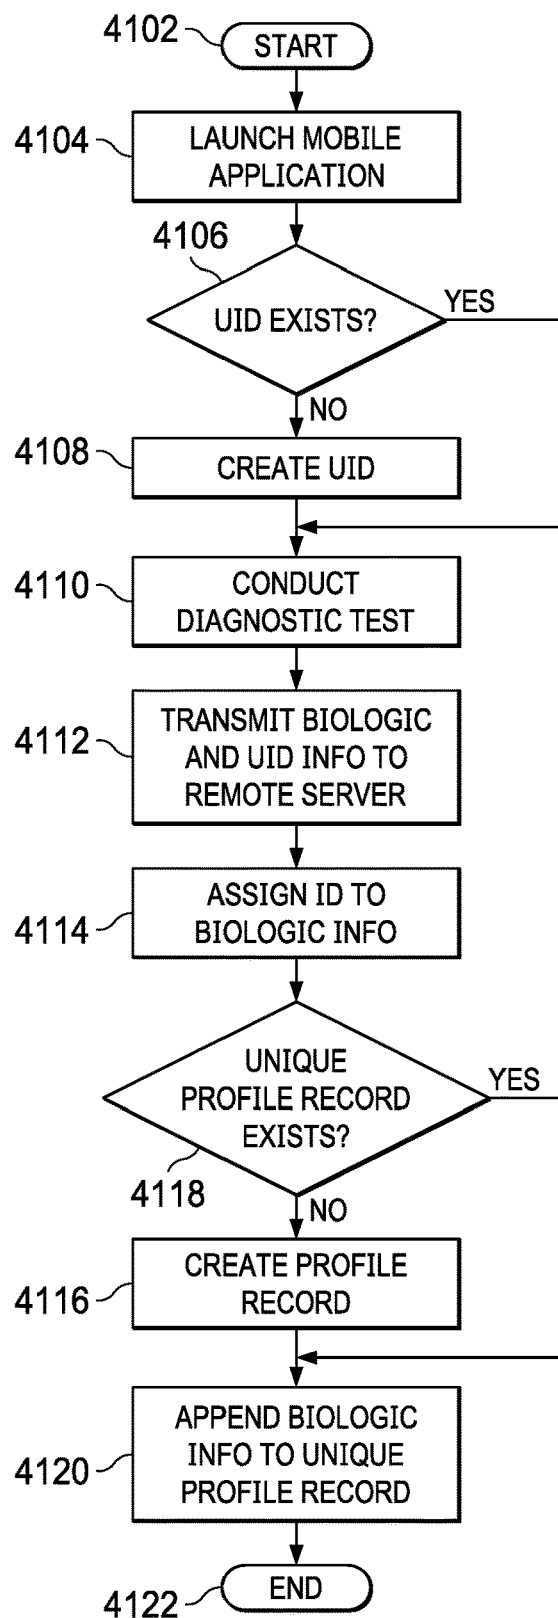 4102
START
4104
LAUNCH MOBILE
APPLICATION
4106
UID EXISTS?
YES
NO
4108
CREATE UID
4110
CONDUCT
DIAGNOSTIC TEST
4112
TRANSMIT BIOLOGIC
AND UID INFO TO
REMOTE SERVER
4114
ASSIGN ID TO
BIOLOGIC INFO
UNIQUE
PROFILE RECORD
EXISTS?
YES
4118
NO
4116
CREATE PROFILE
RECORD
4120
APPEND BIOLOGIC
INFO TO UNIQUE
PROFILE RECORD
4122
END